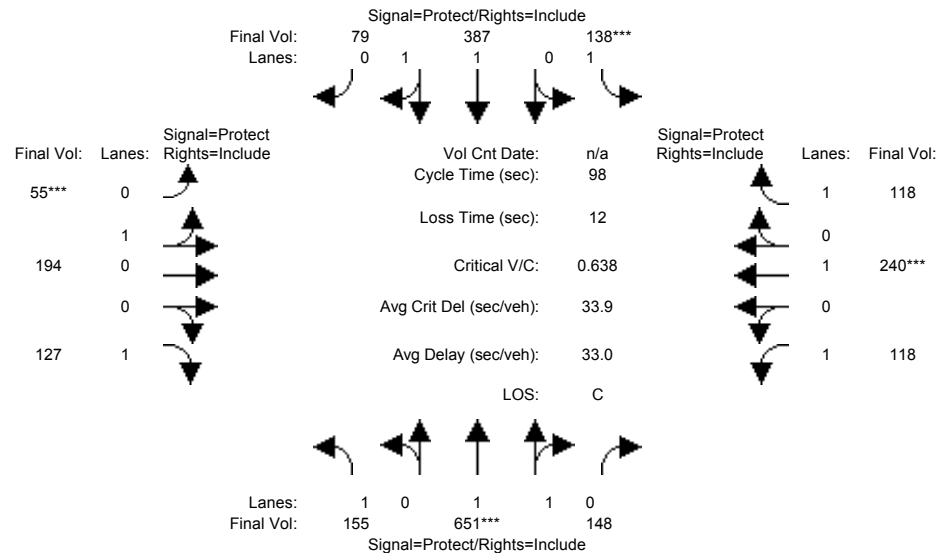 Signal=Protect/Rights=Include
Final Vol: 79 387 138***
Lanes: 0 1 1 0 1
Signal=Protect
Final Vol: Lanes: Rights=Include
Vol Cnt Date: n/a
Signal=Protect
Rights=Include Lanes: Final Vol:
Cycle Time (sec): 98
55*** 0
1 118
Loss Time (sec): 12
1
0
194 0
Critical V/C: 0.638
1 240***
0
Avg Crit Del (sec/veh): 33.9
0
127 1
Avg Delay (sec/veh): 33.0
1 118
LOS: C
Lanes: 1 0 1 1 0
Final Vol: 155 651*** 148
Signal=Protect/Rights=Include